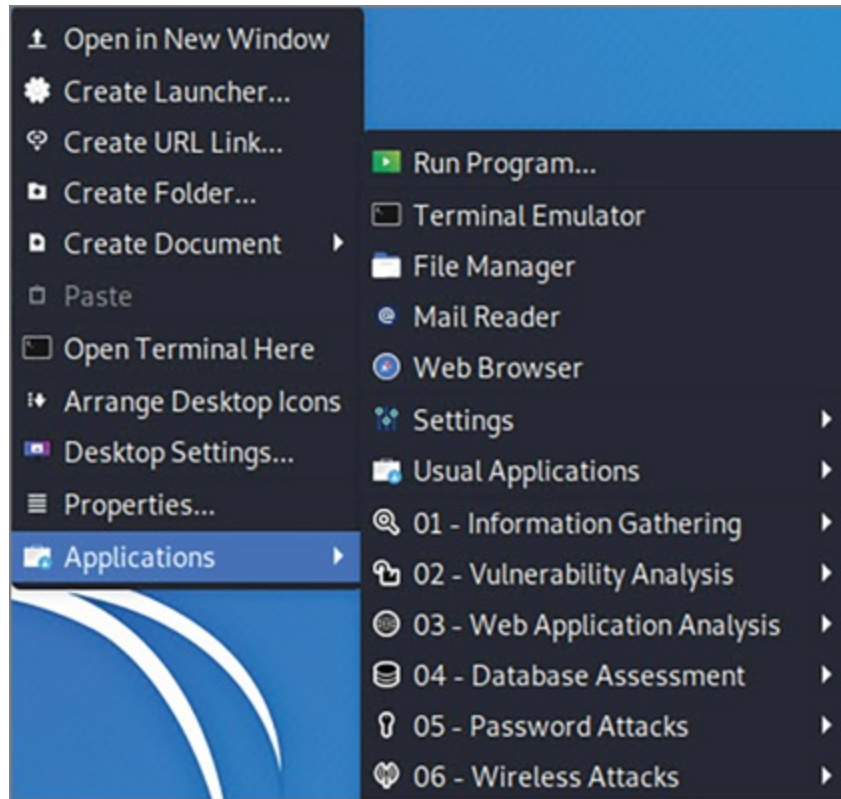 Open in New Window
Create Launcher...
Create URL Link...
Create Folder...
Create Document
Paste
Open Terminal Here
Arrange Desktop Icons
Desktop Settings...
Properties...
Applications
Run Program...
Terminal Emulator
File Manager
Mail Reader
Web Browser
Settings
Usual Applications
01 - Information Gathering
02 - Vulnerability Analysis
03 - Web Application Analysis
04 - Database Assessment
05 - Password Attacks
06 - Wireless Attacks